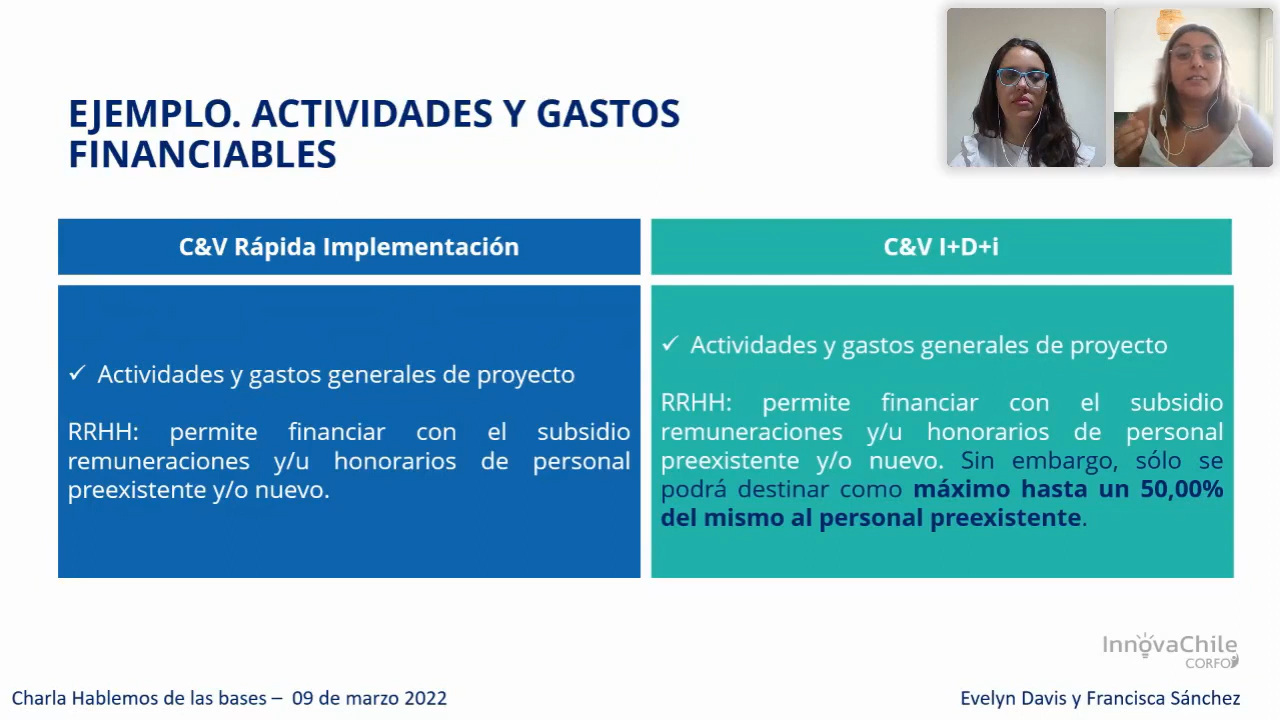 EJEMPLO. ACTIVIDADES Y GASTOS
FINANCIABLES
C&V Rápida Implementación
✓ Actividades y gastos generales de proyecto
RRHH: permite financiar con el subsidio
remuneraciones y/u honorarios de personal
preexistente y/o nuevo.
C&V I+D+i
✓ Actividades y gastos generales de proyecto
RRHH: permite financiar con el subsidio
remuneraciones y/u honorarios de personal
preexistente y/o nuevo. Sin embargo, sólo se
podrá destinar como máximo hasta un 50,00%
del mismo al personal preexistente.
InnovaChile
CORFO
Charla Hablemos de las bases – 09 de marzo 2022
Evelyn Davis y Francisca Sánchez